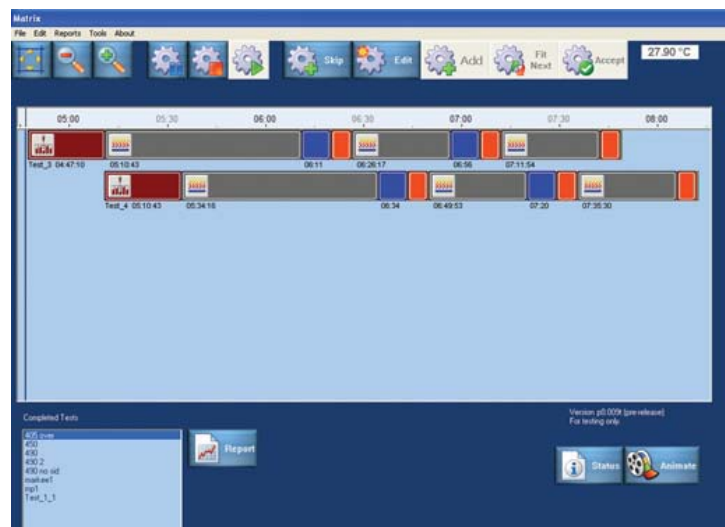 Matrix
File Edit Reports Tools About
Skip Edit Add Fit Next Accept 27.90 °C
05:00 05:30 06:00 06:30 07:00 07:30 08:00
Test_3 04:47:10 05:10:43 06:11 06:26:17 06:56 07:11:54
Test_4 05:10:43 05:34:16 06:34 06:49:53 07:20 07:35:30
Completed Tests
405 over
450
490
490 2
490 no sid
markew1
mp1
Test_1_1
Report
Version p0.009t (pre-release)
For testing only.
Status Animate